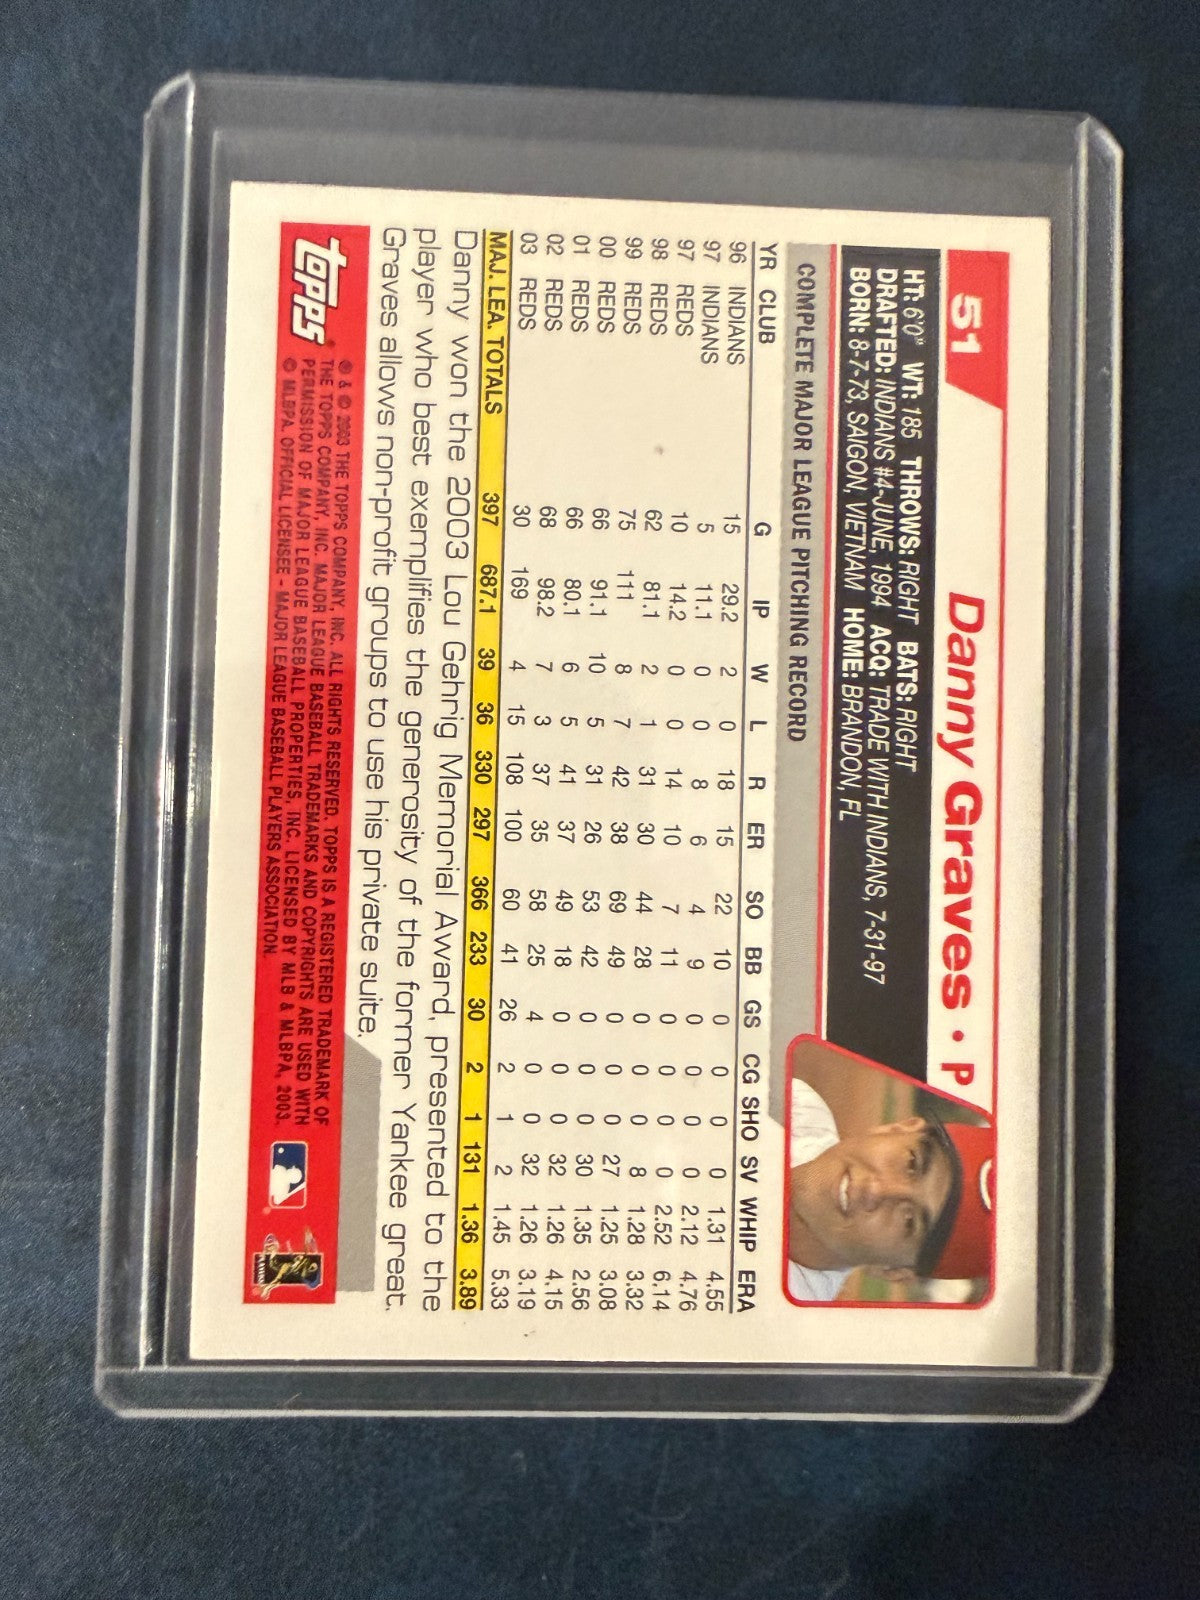 51
Danny Graves • P
HT: 6'0" WT: 185 THROWS: RIGHT BATS: RIGHT
DRAFTED: INDIANS #4-JUNE, 1994 ACQ: TRADE WITH INDIANS, 7-31-97
BORN: 8-7-73, SAIGON, VIETNAM HOME: BRANDON, FL
COMPLETE MAJOR LEAGUE PITCHING RECORD
YR CLUB G IP W L R ER SO BB GS CG SHO SV WHIP ERA
96 INDIANS 15 29.2 2 0 18 15 22 10 0 0 0 0 1.31 4.55
97 INDIANS 5 11.1 0 0 8 6 4 9 0 0 0 0 2.12 4.76
97 REDS 10 14.2 0 0 14 10 7 11 0 0 0 0 2.52 6.14
98 REDS 62 81.1 2 1 31 30 44 28 0 0 0 8 1.28 3.32
99 REDS 75 111 8 7 42 38 69 49 0 0 0 27 1.25 3.08
00 REDS 66 91.1 10 5 31 26 53 42 0 0 0 30 1.35 2.56
01 REDS 66 80.1 6 5 41 37 49 18 0 0 0 32 1.26 4.15
02 REDS 68 98.2 7 3 37 35 58 25 4 0 0 32 1.26 3.19
03 REDS 30 169 4 15 108 100 60 41 26 2 1 2 1.45 5.33
MAJ. LEA. TOTALS 397 687.1 39 36 330 297 366 233 30 2 1 131 1.36 3.89
Danny won the 2003 Lou Gehrig Memorial Award, presented to the
player who best exemplifies the generosity of the former Yankee great.
Graves allows non-profit groups to use his private suite.
topps
® & © 2003 THE TOPPS COMPANY, INC. ALL RIGHTS RESERVED. TOPPS IS A REGISTERED TRADEMARK OF
THE TOPPS COMPANY, INC. MAJOR LEAGUE BASEBALL TRADEMARKS AND COPYRIGHTS ARE USED WITH
PERMISSION OF MAJOR LEAGUE BASEBALL PROPERTIES, INC. LICENSED BY MLB & MLBPA, 2003.
© MLBPA. OFFICIAL LICENSEE - MAJOR LEAGUE BASEBALL PLAYERS ASSOCIATION.